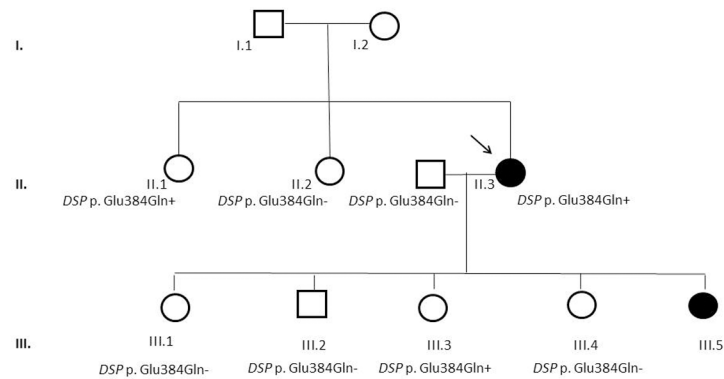 I.
I.1
I.2
II.
II.1
II.2
II.3
DSP p. Glu384Gln+
DSP p. Glu384Gln-
DSP p. Glu384Gln-
DSP p. Glu384Gln+
III.
III.1
III.2
III.3
III.4
III.5
DSP p. Glu384Gln-
DSP p. Glu384Gln-
DSP p. Glu384Gln+
DSP p. Glu384Gln-